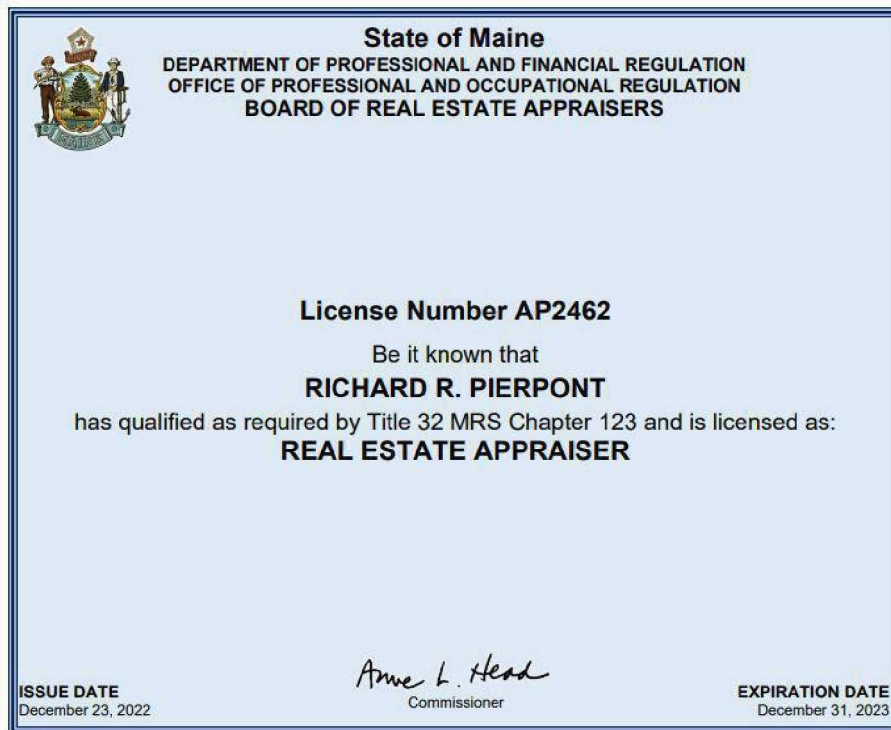 State of Maine
DEPARTMENT OF PROFESSIONAL AND FINANCIAL REGULATION
OFFICE OF PROFESSIONAL AND OCCUPATIONAL REGULATION
BOARD OF REAL ESTATE APPRAISERS
MAINE
License Number AP2462
Be it known that
RICHARD R. PIERPONT
has qualified as required by Title 32 MRS Chapter 123 and is licensed as:
REAL ESTATE APPRAISER
Anne L. Head
Commissioner
ISSUE DATE
December 23, 2022
EXPIRATION DATE
December 31, 2023